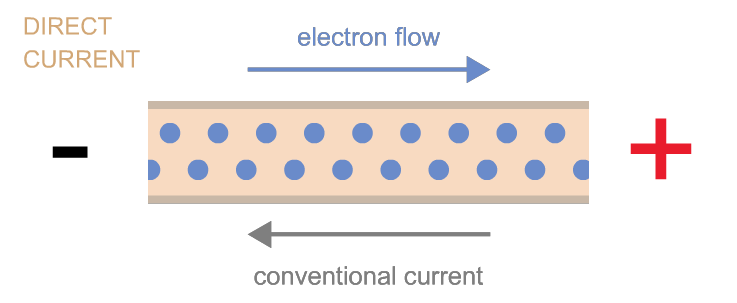 DIRECT
CURRENT
electron flow
-
+
conventional current